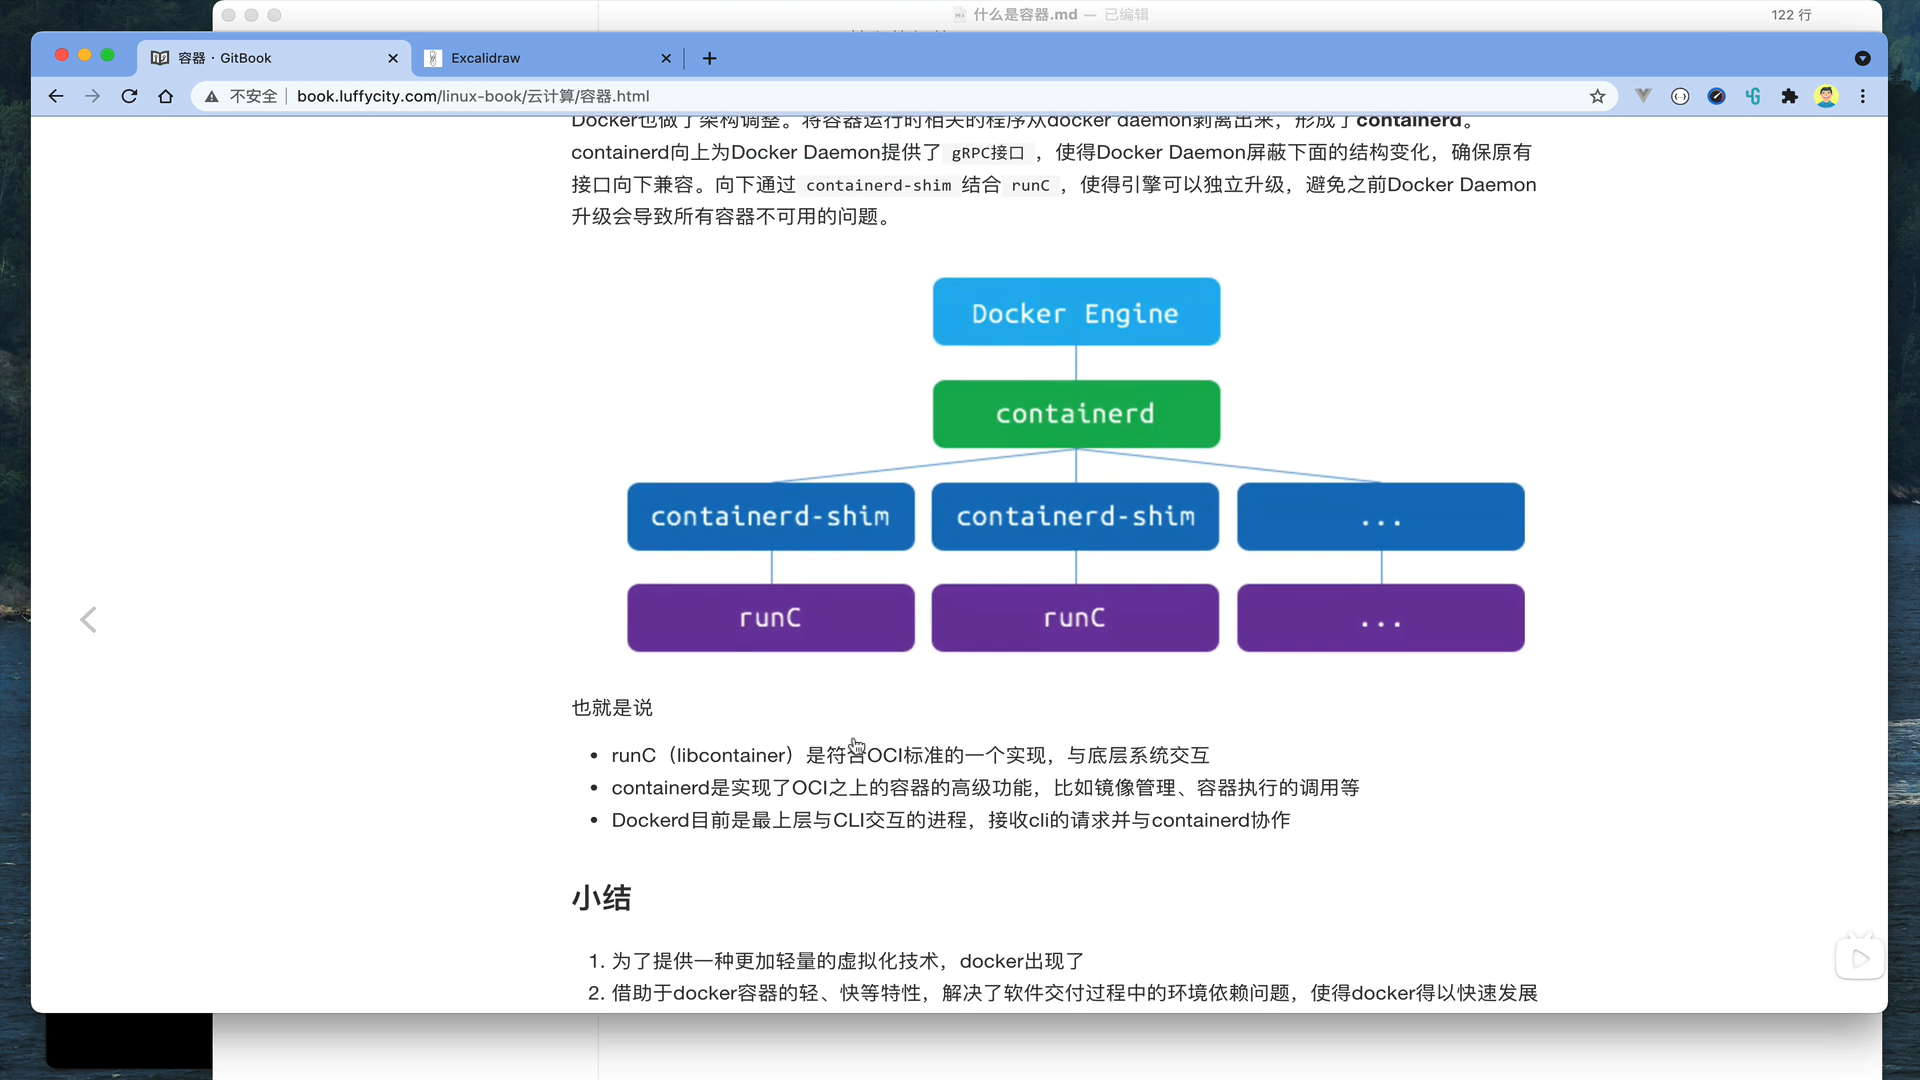 什么是容器.md — 已编辑
122 行
容器 · GitBook
Excalidraw
不安全
book.luffycity.com/linux-book/云计算/容器.html
Docker也做了架构调整。将容器运行时相关的程序从docker daemon剥离出来，形成了containerd。
containerd向上为Docker Daemon提供了 gRPC接口 ，使得Docker Daemon屏蔽下面的结构变化，确保原有
接口向下兼容。向下通过 containerd-shim 结合 runC ，使得引擎可以独立升级，避免之前Docker Daemon
升级会导致所有容器不可用的问题。
Docker Engine
containerd
containerd-shim
containerd-shim
...
runC
runC
...
也就是说
• runC（libcontainer）是符合OCI标准的一个实现，与底层系统交互
• containerd是实现了OCI之上的容器的高级功能，比如镜像管理、容器执行的调用等
• Dockerd目前是最上层与CLI交互的进程，接收cli的请求并与containerd协作
小结
1. 为了提供一种更加轻量的虚拟化技术，docker出现了
2. 借助于docker容器的轻、快等特性，解决了软件交付过程中的环境依赖问题，使得docker得以快速发展